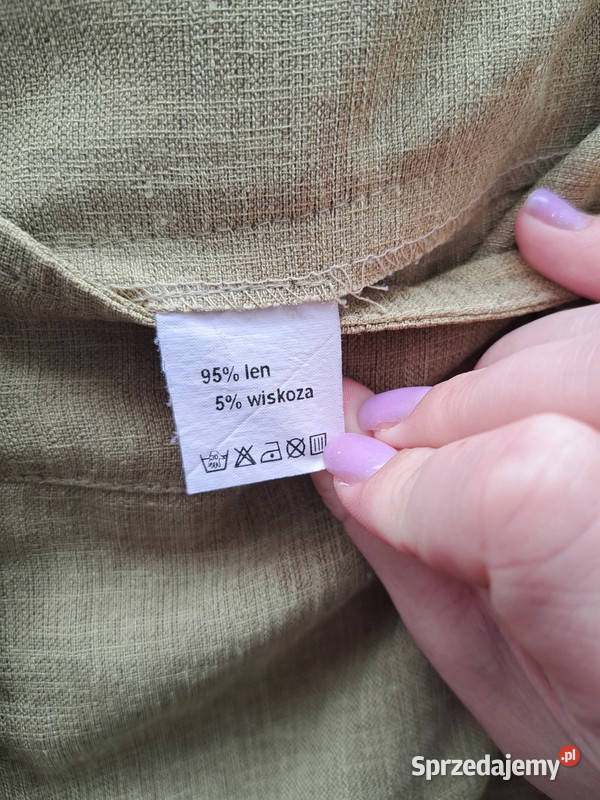 95% len
5% wiskoza
Sprzedajemy.pl